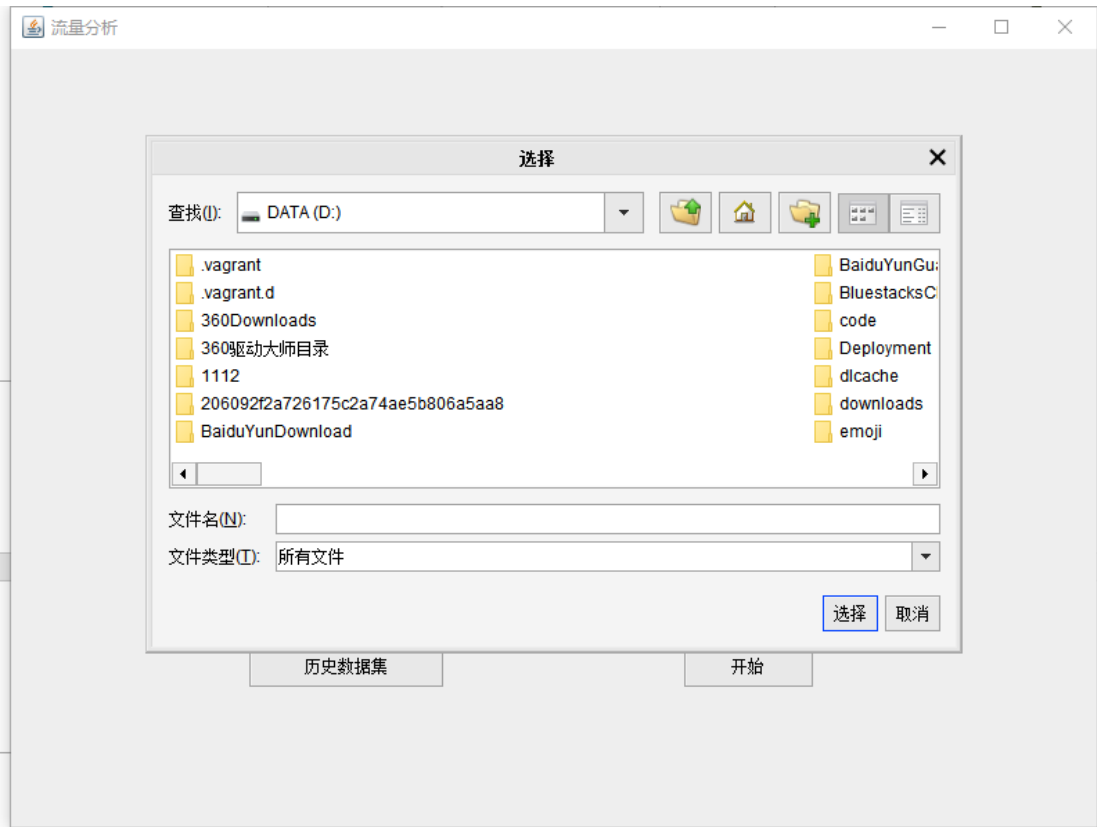 流量分析
选择
查找(I): DATA (D:)
.vagrant
.vagrant.d
360Downloads
360驱动大师目录
1112
206092f2a726175c2a74ae5b806a5aa8
BaiduYunDownload
BaiduYunGu
BluestacksC
code
Deployment
dlcache
downloads
emoji
文件名(N):
文件类型(T): 所有文件
选择 取消
历史数据集 开始